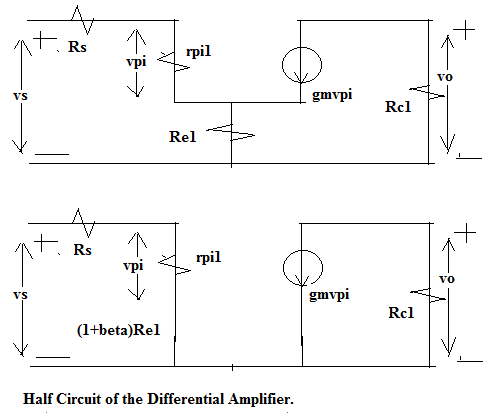 Rs
vpi
rpi1
vs
gmvpi
vo
Rc1
Re1
Rs
vpi
rpi1
vs
gmvpi
vo
Rc1
(1+beta)Re1
Half Circuit of the Differential Amplifier.